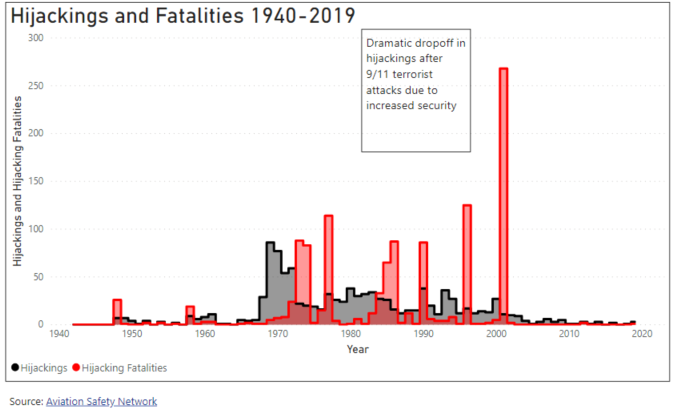 Hijackings and Fatalities 1940-2019
300
Dramatic dropoff in
hijackings after
9/11 terrorist
attacks due to
increased security
250
200
150
100
50
0
Hijackings and Hijacking Fatalities
1940
1950
1960
1970
1980
1990
2000
2010
2020
Year
Hijackings
Hijacking Fatalities
Source: Aviation Safety Network